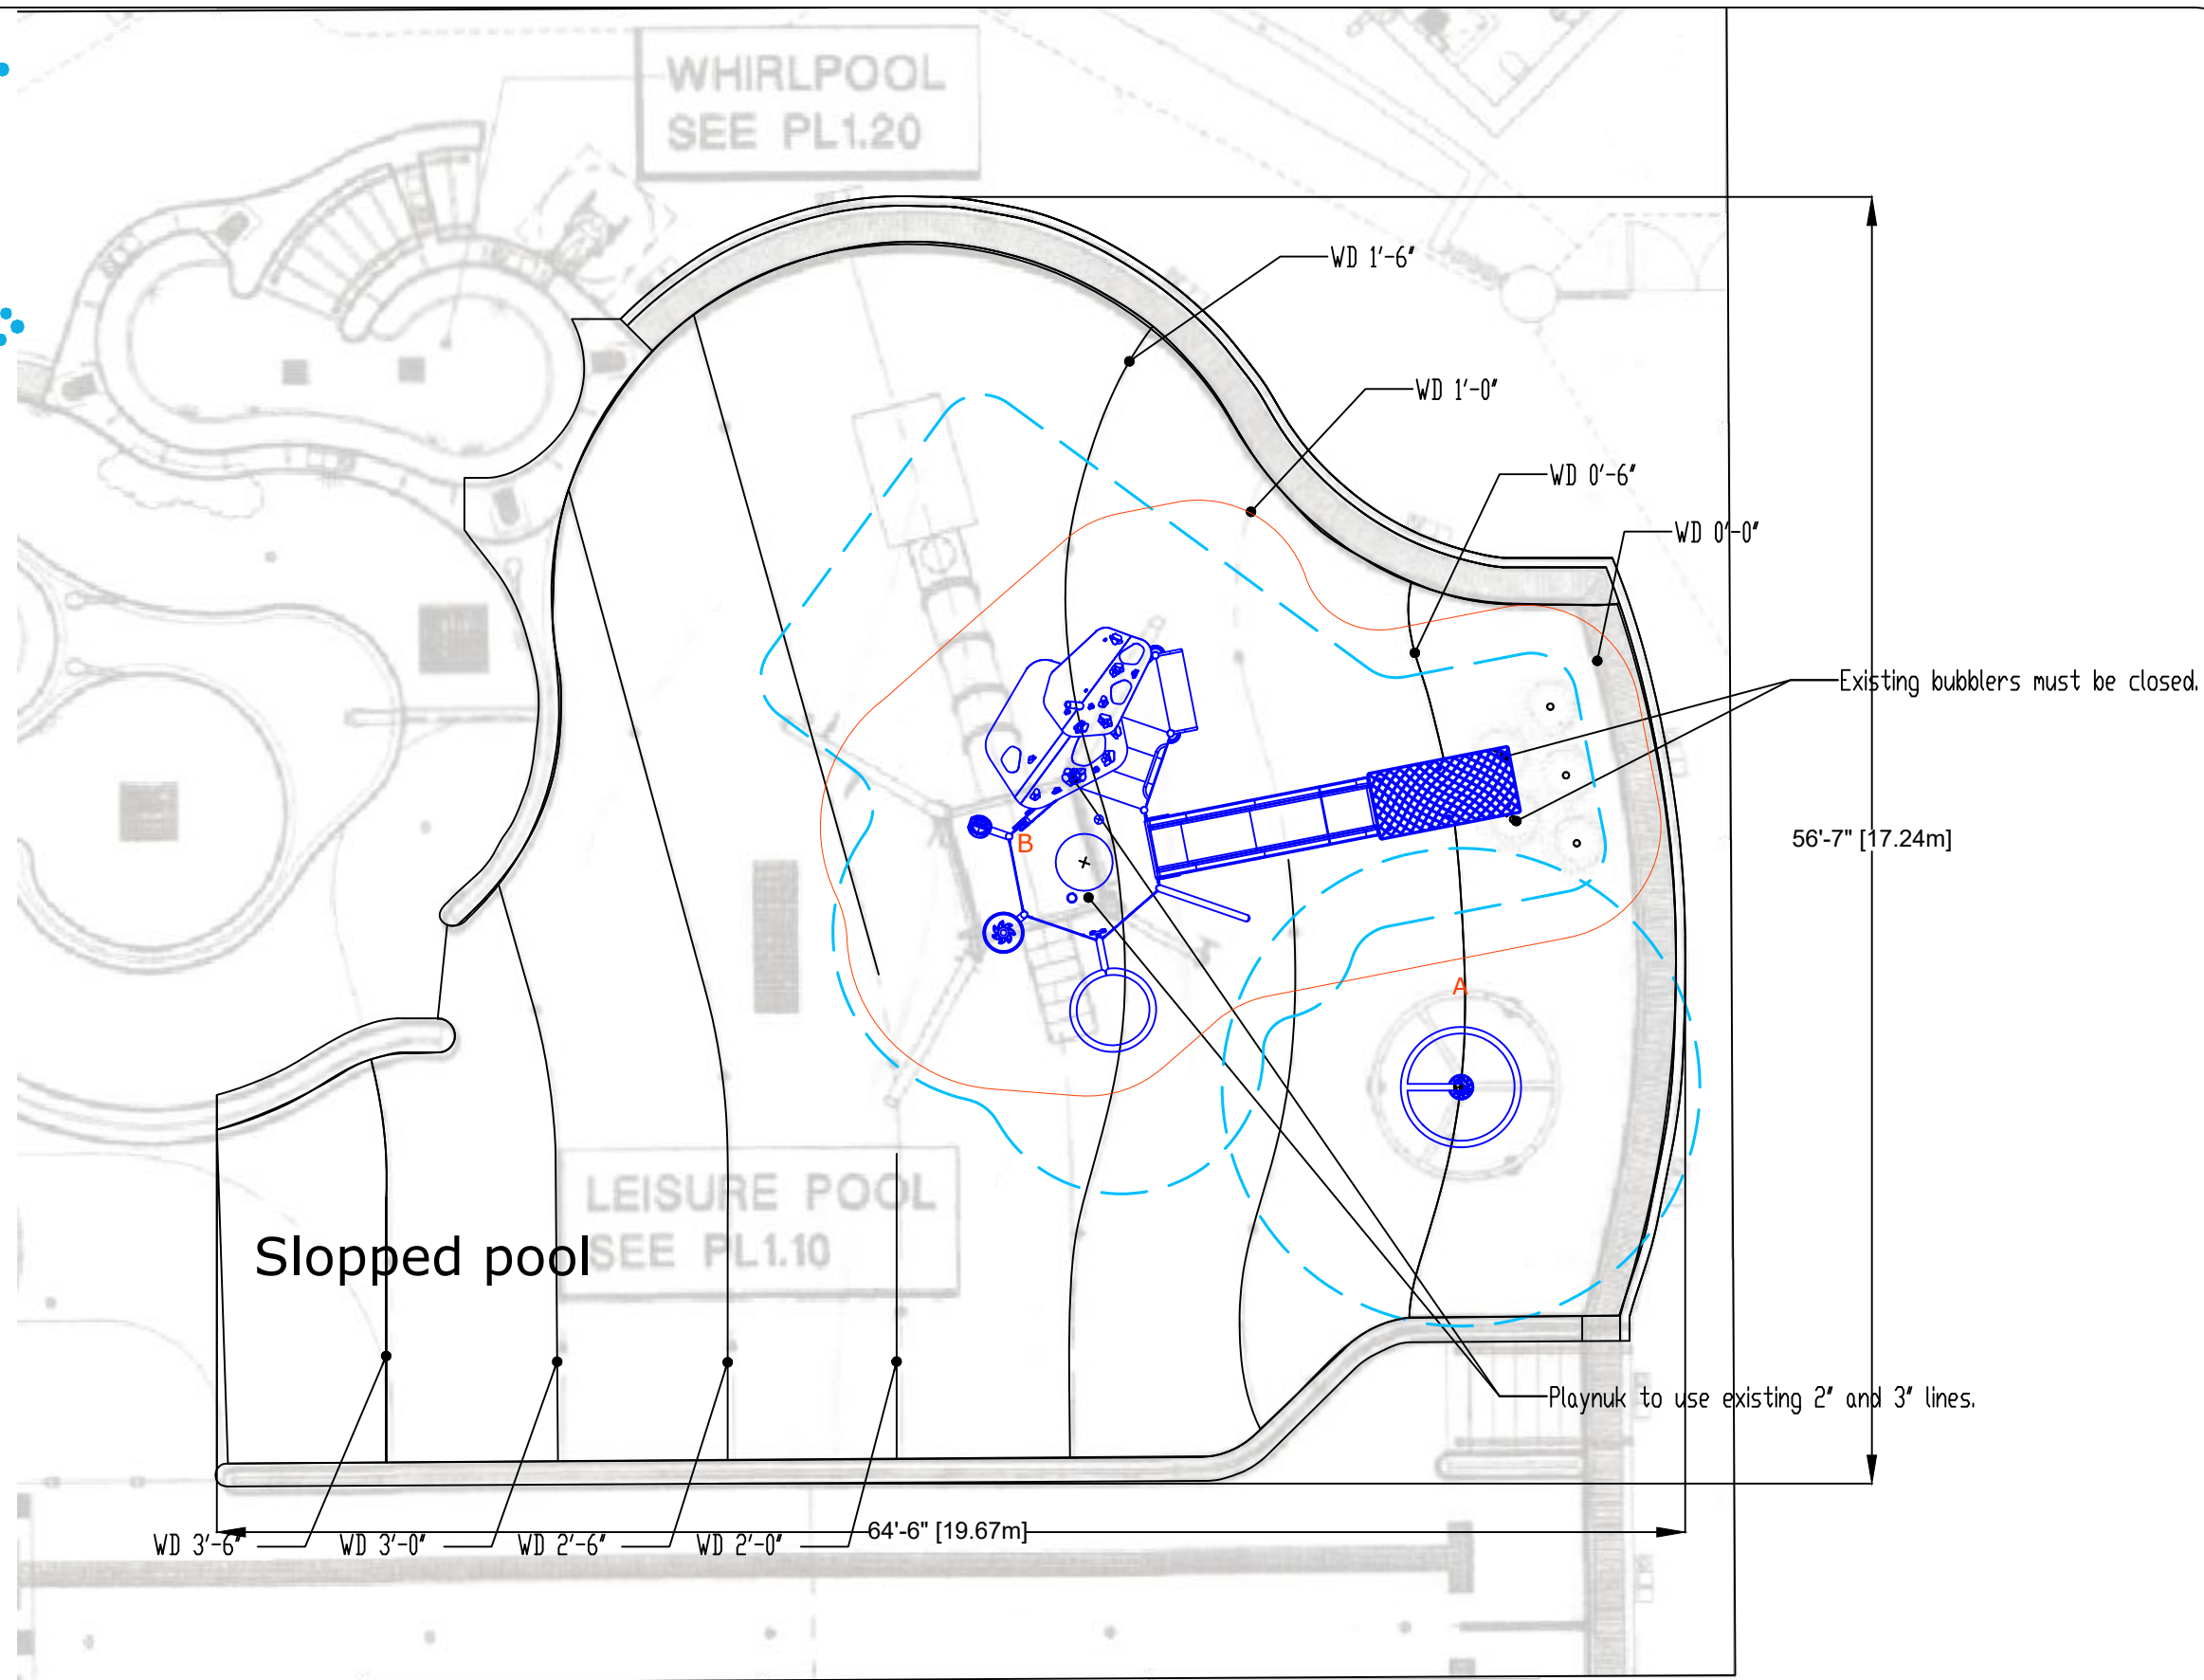 WHIRLPOOL
SEE PL1.20
WD 1'-6"
WD 1'-0"
WD 0'-6"
WD 0'-0"
Existing bubblers must be closed.
56'-7" [17.24m]
B
A
LEISURE POOL
SEE PL1.10
Slopped pool
Playnuk to use existing 2" and 3" lines.
64'-6" [19.67m]
WD 3'-6"
WD 3'-0"
WD 2'-6"
WD 2'-0"